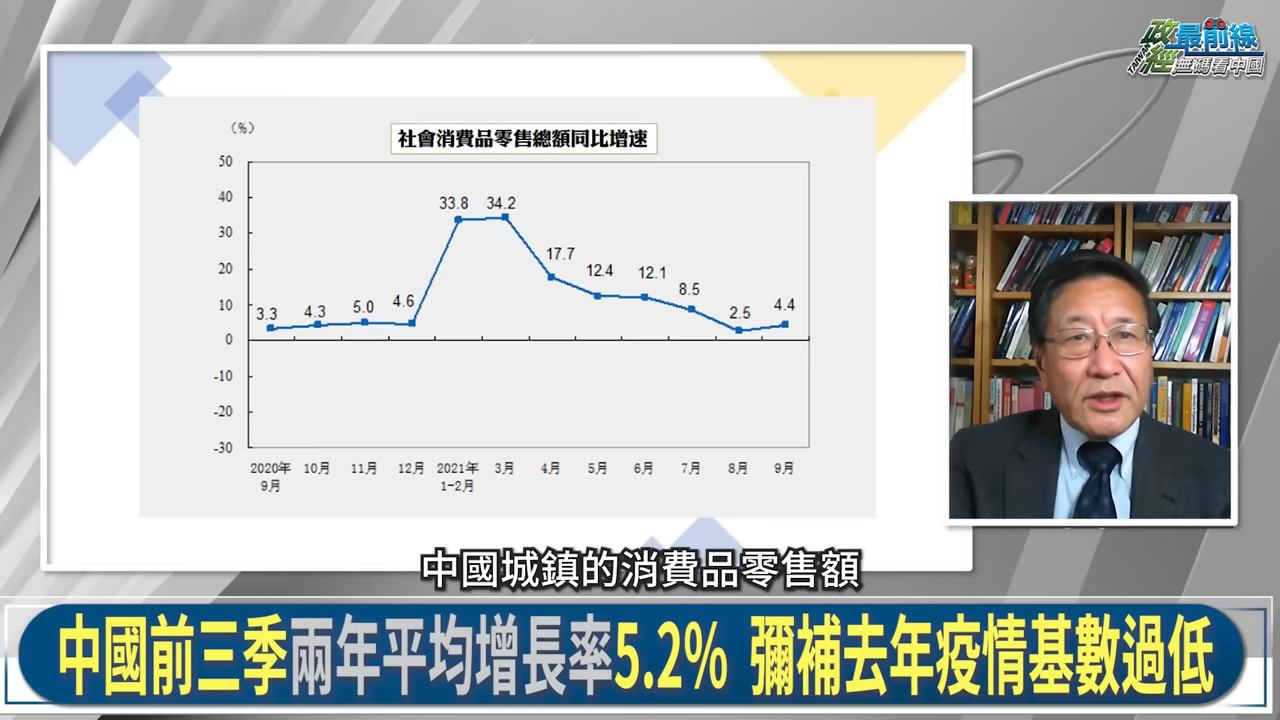 政經最前線
無碼看中國
TAIWAN
(%)
社會消費品零售總額同比增速
50
40
30
20
10
0
-10
-20
-30
33.8
34.2
17.7
12.4
12.1
8.5
2.5
4.4
3.3
4.3
5.0
4.6
2020年 10月 11月 12月 2021年 3月 4月 5月 6月 7月 8月 9月
9月 1-2月
中國城鎮的消費品零售額
中國前三季兩年平均增長率5.2% 彌補去年疫情基數過低